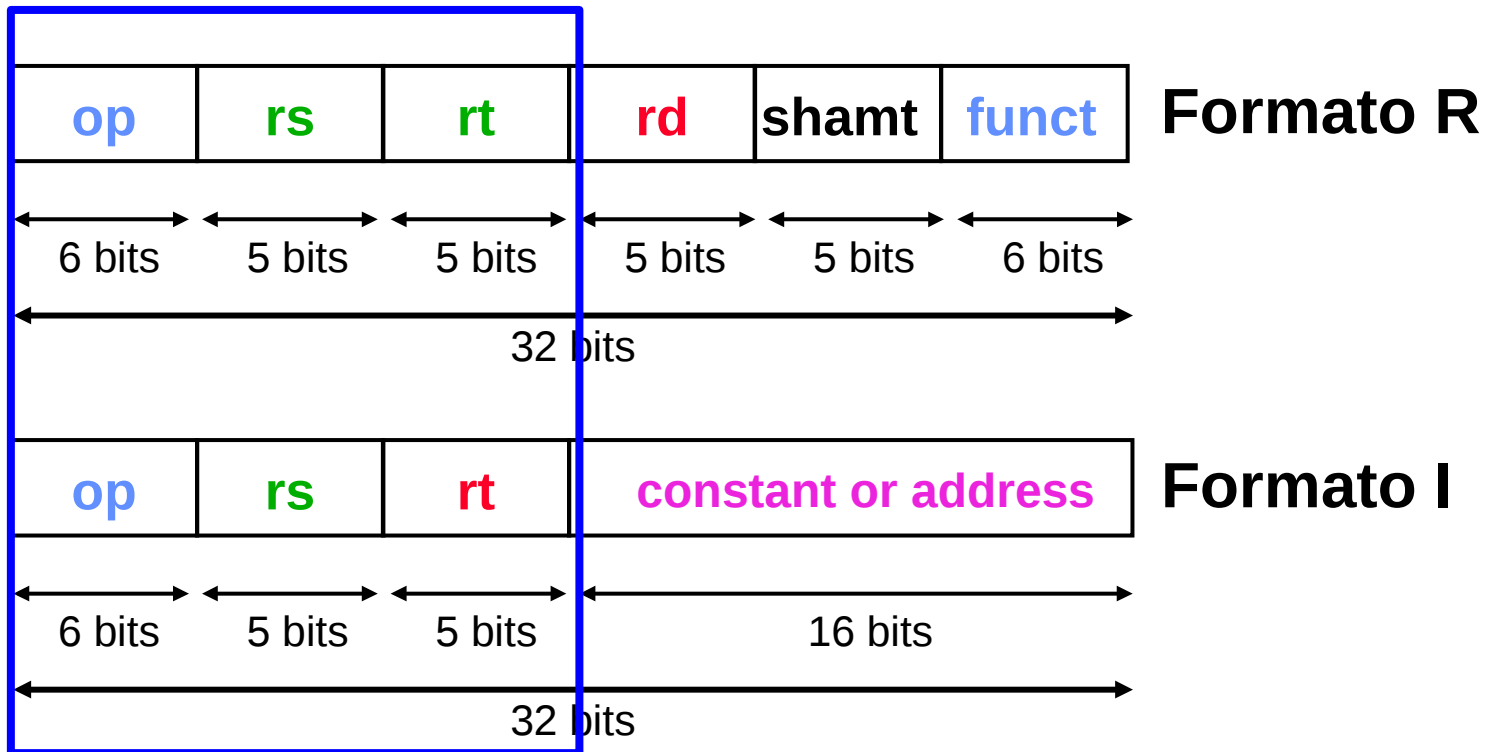 op rs rt rd shamt funct Formato R
6 bits 5 bits 5 bits 5 bits 5 bits 6 bits
32 bits
op rs rt constant or address Formato I
6 bits 5 bits 5 bits 16 bits
32 bits